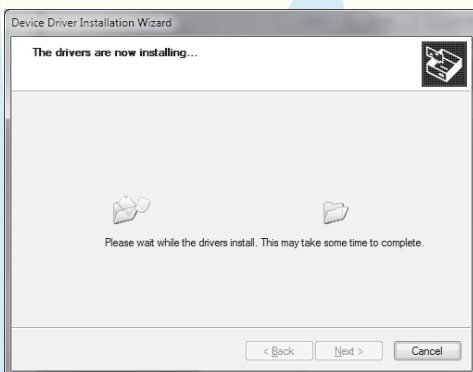 Device Driver Installation Wizard
The drivers are now installing...
Please wait while the drivers install. This may take some time to complete.
< Back
Next >
Cancel